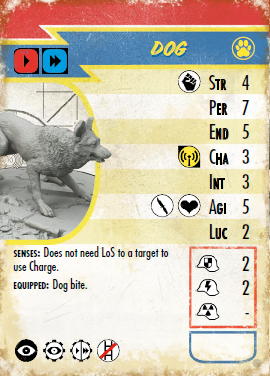 DOG
STR 4
PER 7
END 5
CHA 3
INT 3
AGI 5
LUC 2
SENSES: Does not need LoS to a target to
use Charge.
EQUIPPED: Dog bite.
2
2
-